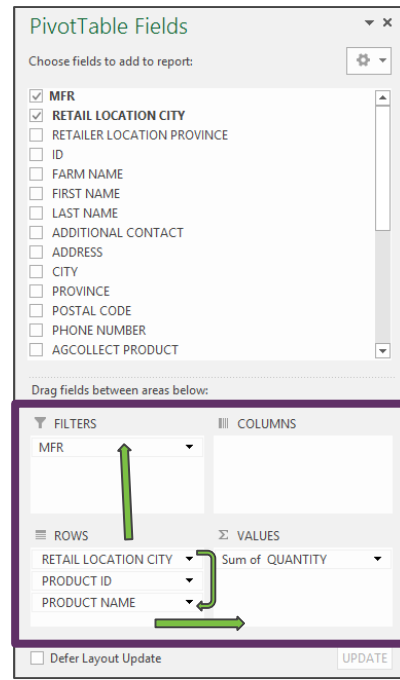 PivotTable Fields
Choose fields to add to report:
MFR
RETAIL LOCATION CITY
RETAILER LOCATION PROVINCE
ID
FARM NAME
FIRST NAME
LAST NAME
ADDITIONAL CONTACT
ADDRESS
CITY
PROVINCE
POSTAL CODE
PHONE NUMBER
AGCOLLECT PRODUCT
Drag fields between areas below:
FILTERS
MFR
COLUMNS
ROWS
RETAIL LOCATION CITY
PRODUCT ID
PRODUCT NAME
Σ VALUES
Sum of QUANTITY
Defer Layout Update
UPDATE